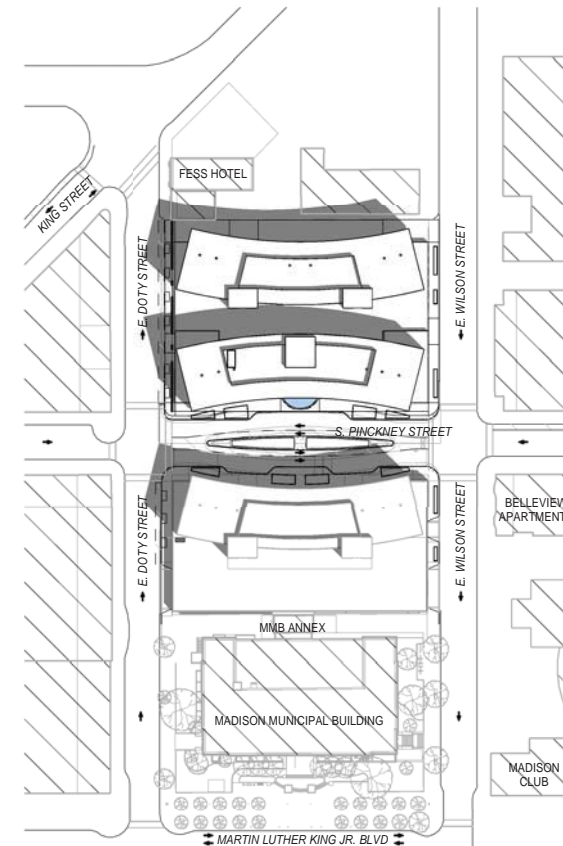 FESS HOTEL
KING STREET
E. DOTY STREET
E. WILSON STREET
S. PINCKNEY STREET
E. DOTY STREET
E. WILSON STREET
BELLEVIEW
APARTMENT
MMB ANNEX
MADISON MUNICIPAL BUILDING
MADISON
CLUB
MARTIN LUTHER KING JR. BLVD